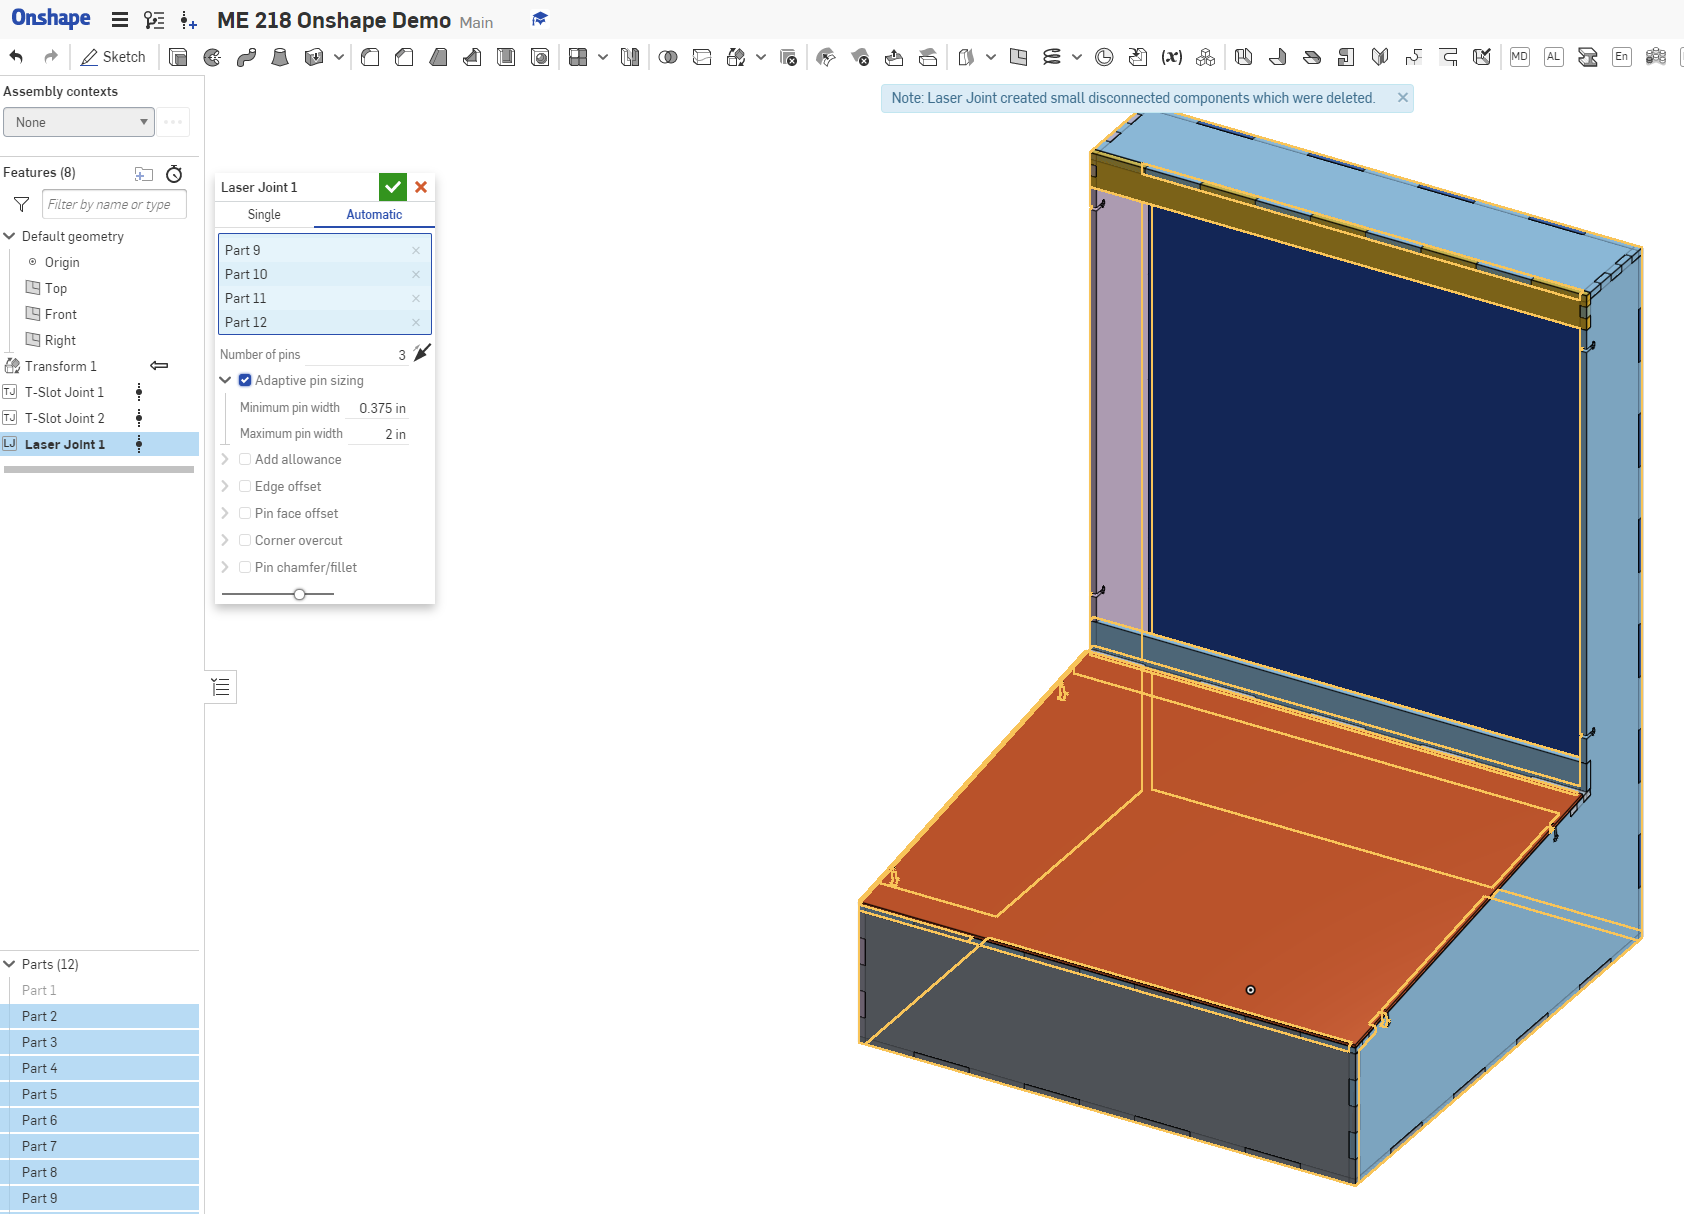 Onshape ME 218 Onshape Demo Main
Sketch MD AL En
Assembly contexts
None
Note: Laser Joint created small disconnected components which were deleted.
Features (8)
Filter by name or type
Default geometry
Origin
Top
Front
Right
Transform 1
TJ T-Slot Joint 1
TJ T-Slot Joint 2
LJ Laser Joint 1
Laser Joint 1
Single Automatic
Part 9
Part 10
Part 11
Part 12
Number of pins 3
Adaptive pin sizing
Minimum pin width 0.375 in
Maximum pin width 2 in
Add allowance
Edge offset
Pin face offset
Corner overcut
Pin chamfer/fillet
Parts (12)
Part 1
Part 2
Part 3
Part 4
Part 5
Part 6
Part 7
Part 8
Part 9